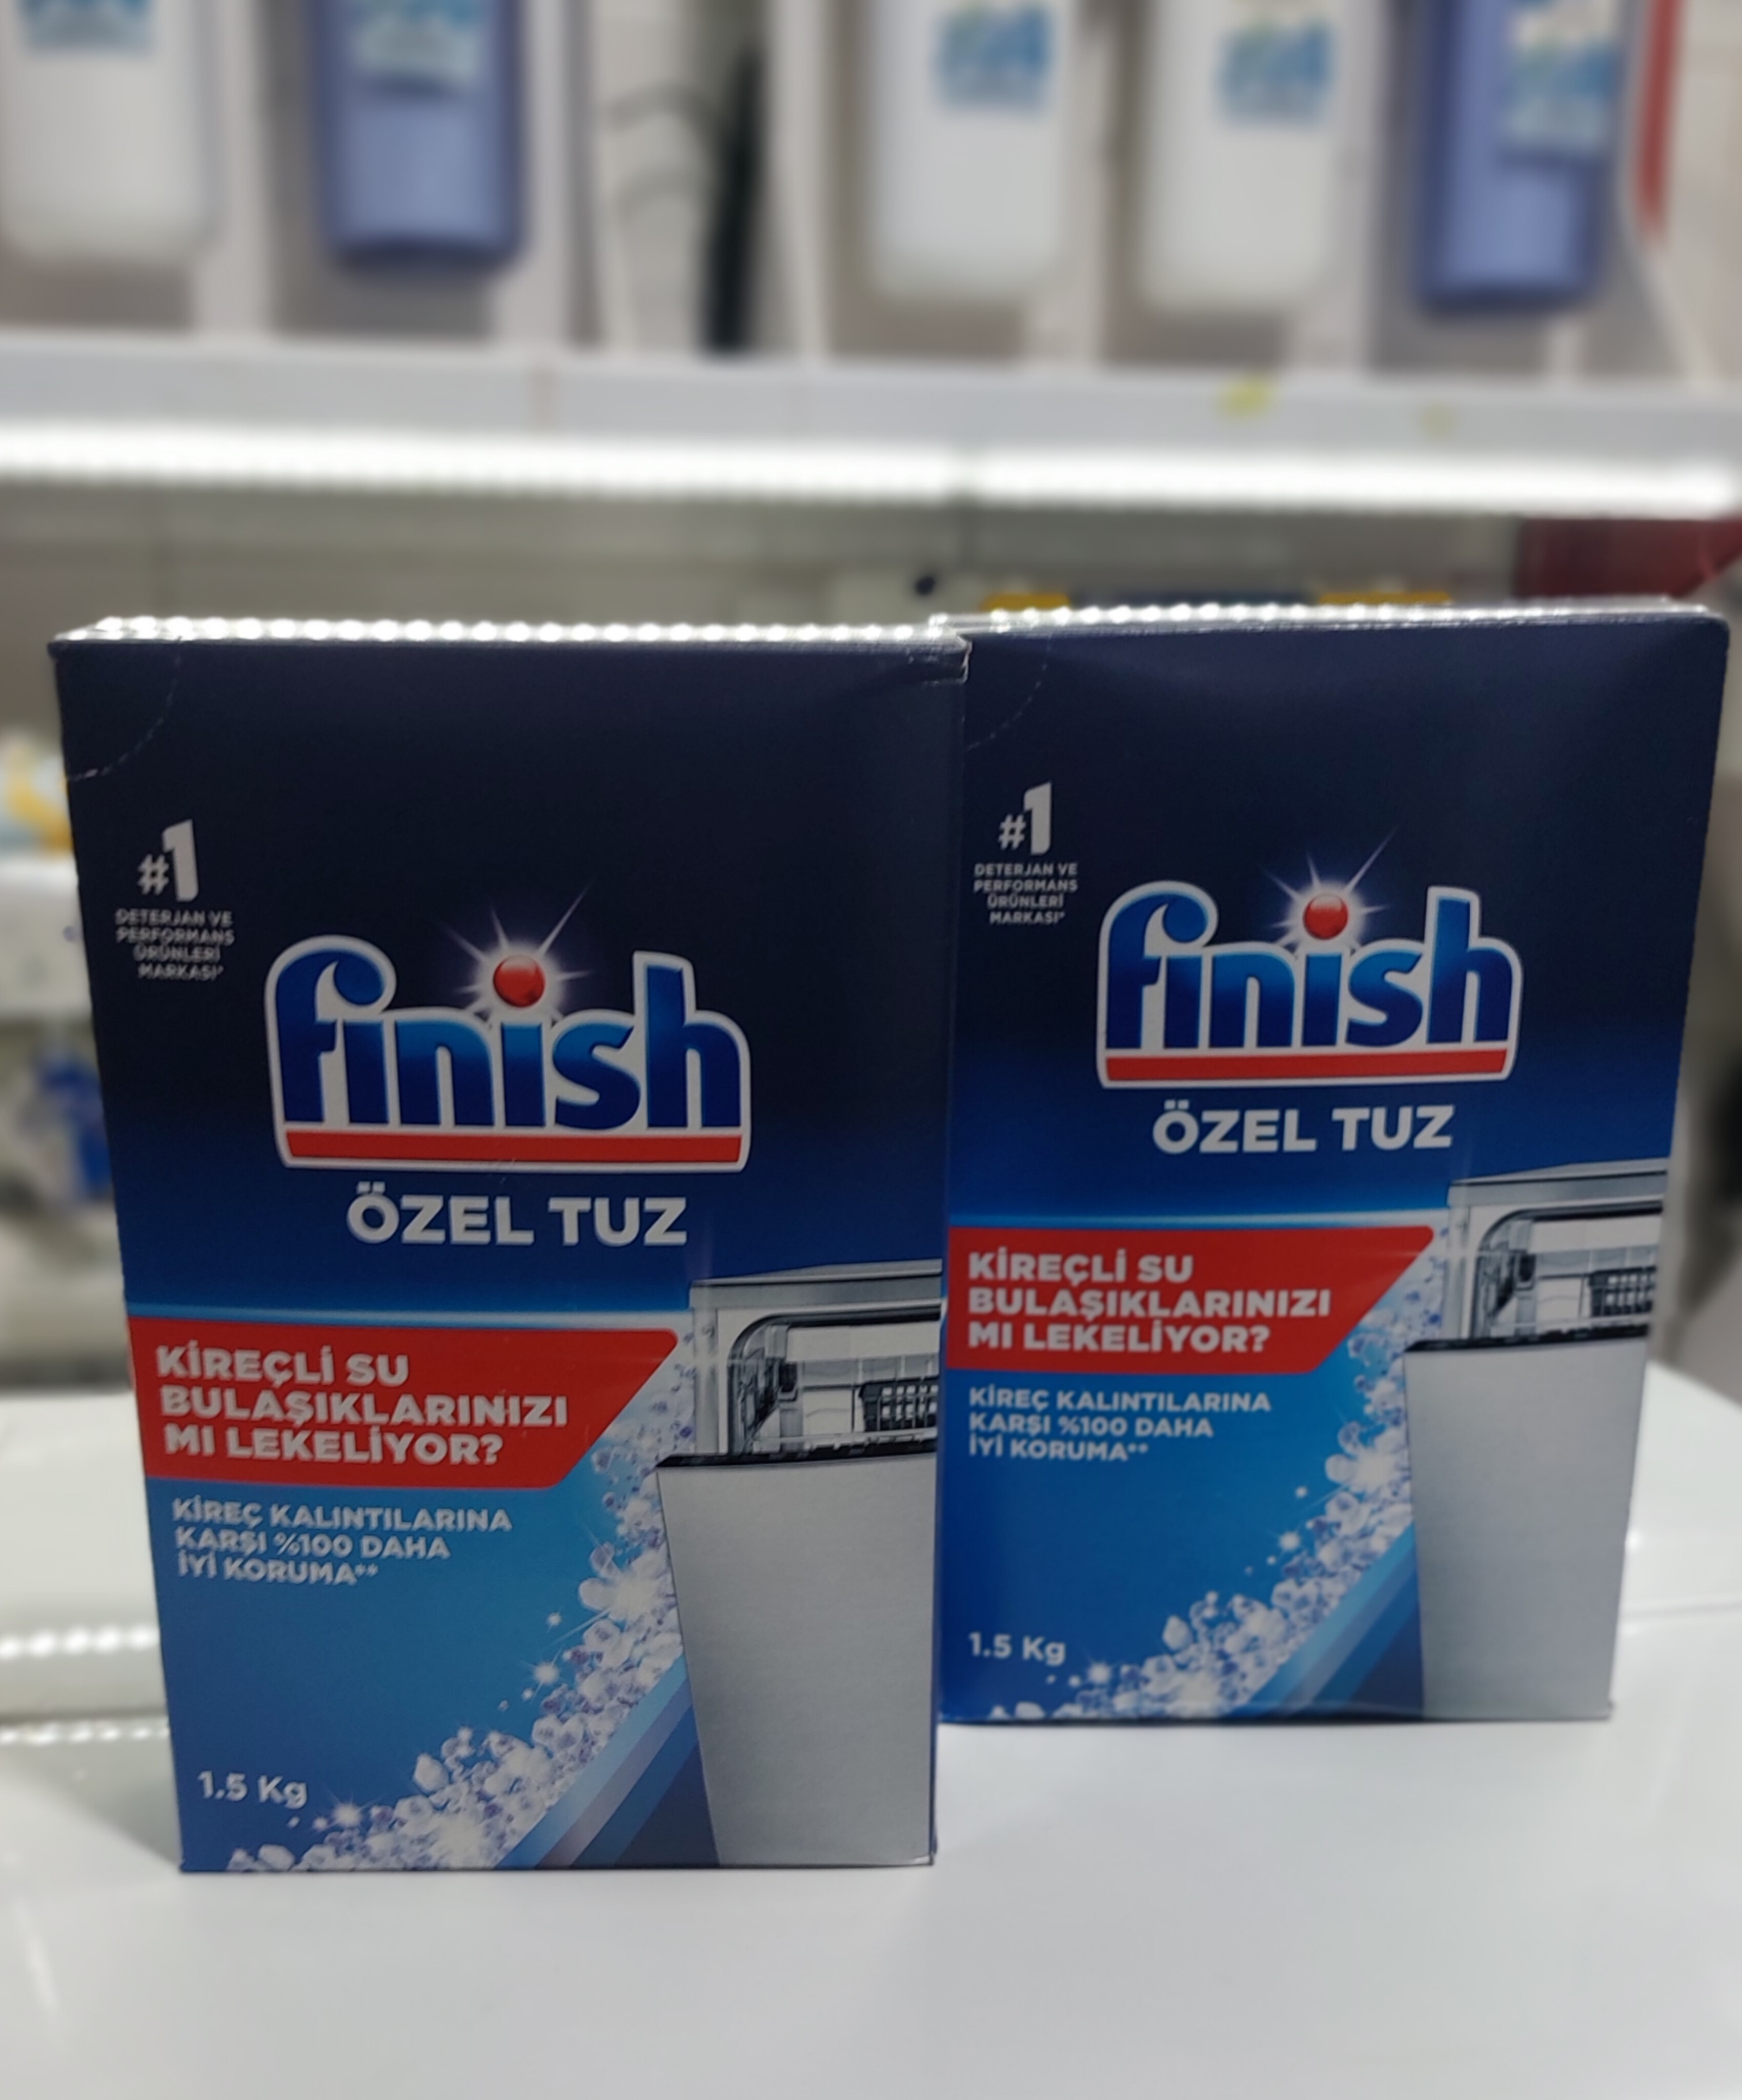 #1
DETERJAN VE
PERFORMANS
ÜRÜNLERİ
MARKASI*
finish
ÖZEL TUZ
KİREÇLİ SU
BULAŞIKLARINIZI
MI LEKELİYOR?
KİREÇ KALINTILARINA
KARŞI %100 DAHA
İYİ KORUMA**
1.5 Kg
#1
DETERJAN VE
PERFORMANS
ÜRÜNLERİ
MARKASI*
finish
ÖZEL TUZ
KİREÇLİ SU
BULAŞIKLARINIZI
MI LEKELİYOR?
KİREÇ KALINTILARINA
KARŞI %100 DAHA
İYİ KORUMA**
1.5 Kg